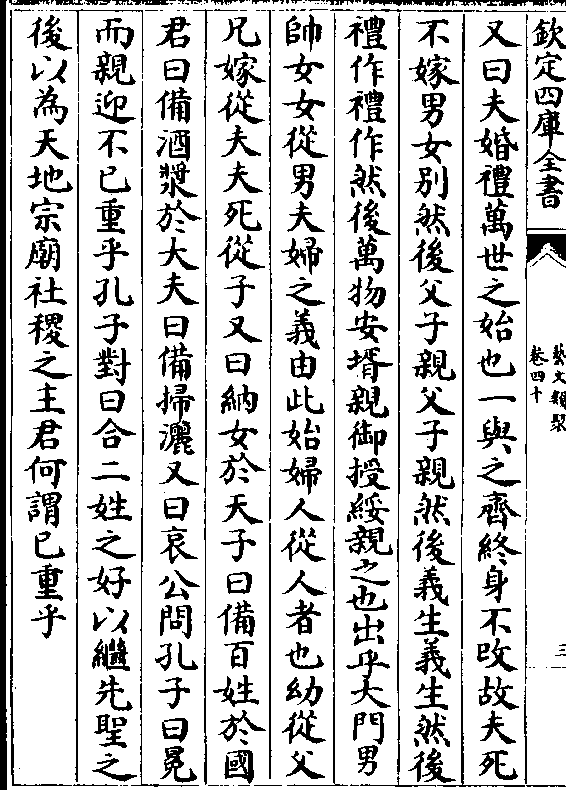 欽定四庫全書
藝文類聚
卷四十
三
又曰夫婚禮萬世之始也一與之齊終身不改故夫死
不嫁男女别然後父子親父子親然後義生義生然後
禮作禮作然後萬物安壻親御授綏親之也出乎大門男
帥女女從男夫婦之義由此始婦人從人者也幼從父
兄嫁從夫夫死從子又曰納女於天子曰備百姓於國
君曰備酒漿於大夫曰備掃灑又曰哀公問孔子曰冕
而親迎不已重乎孔子對曰合二姓之好以繼先聖之
後以為天地宗廟社稷之主君何謂已重乎